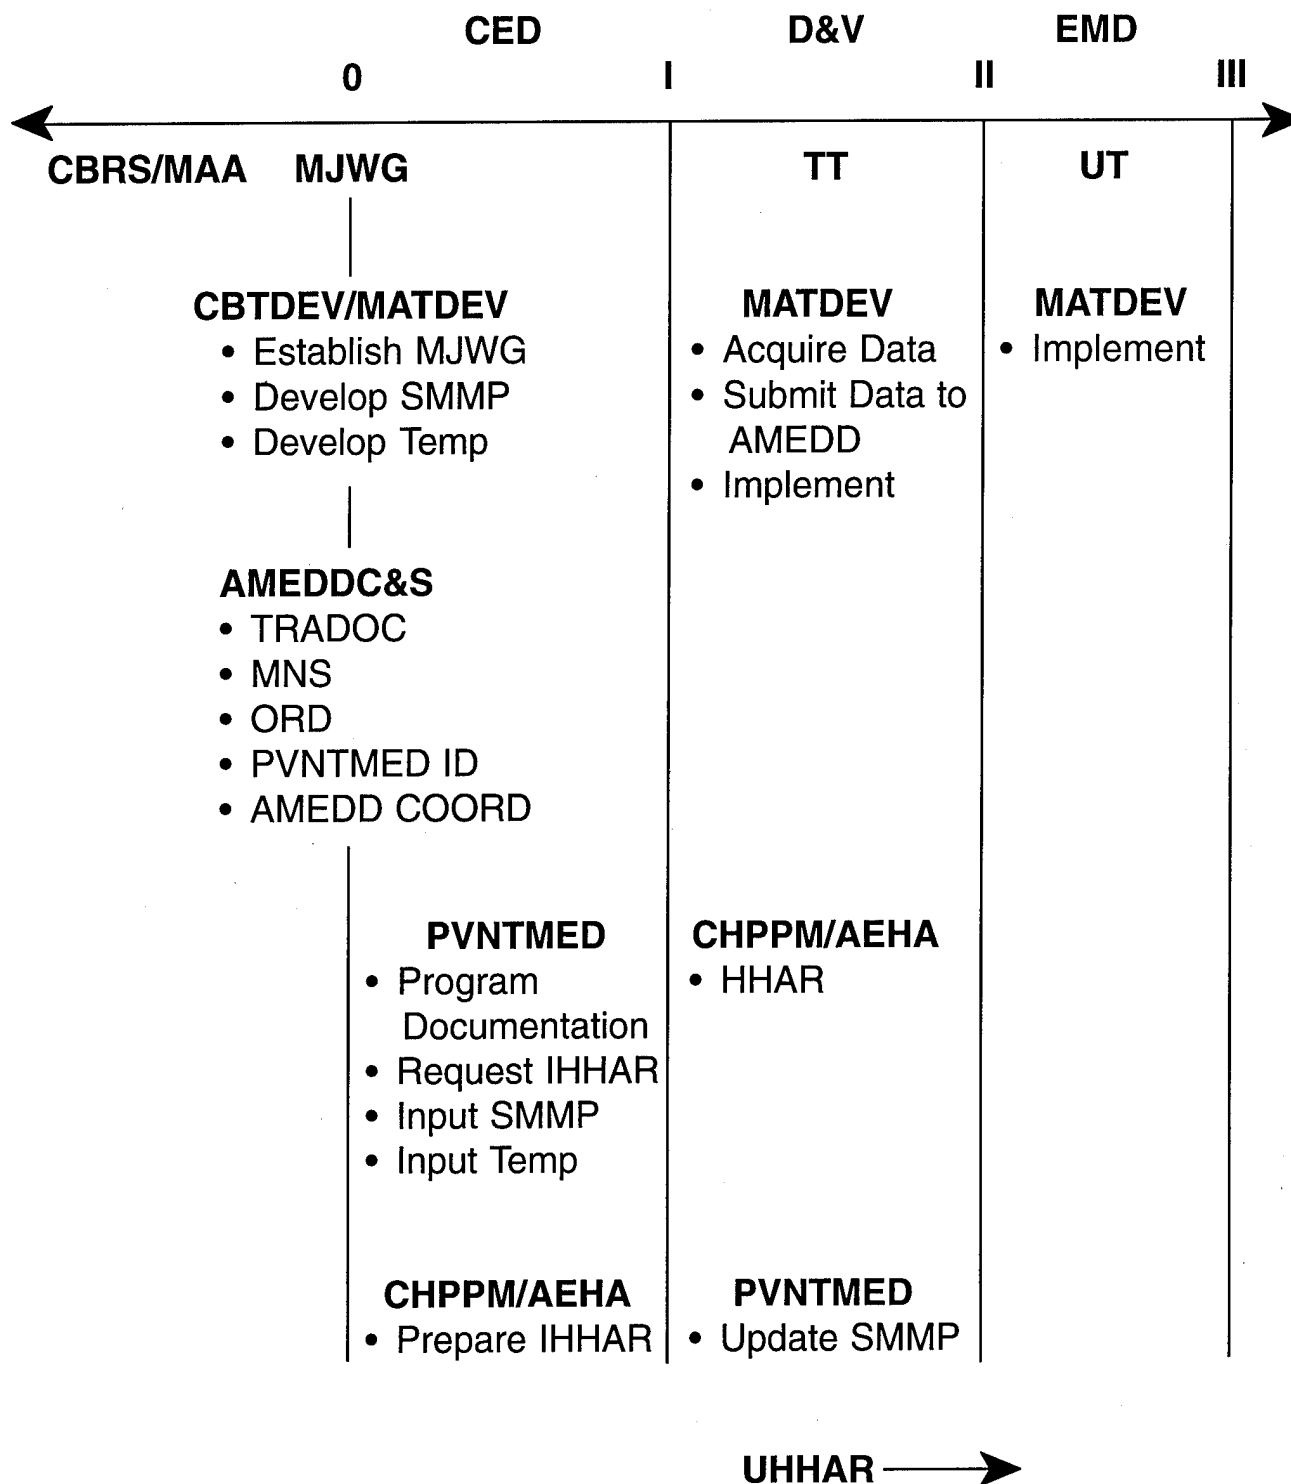 CED D&V EMD
0 I II III
CBRS/MAA MJWG TT UT
CBTDEV/MATDEV
• Establish MJWG
• Develop SMMP
• Develop Temp
MATDEV
• Acquire Data
• Submit Data to
AMEDD
• Implement
MATDEV
• Implement
AMEDDC&S
• TRADOC
• MNS
• ORD
• PVNTMED ID
• AMEDD COORD
PVNTMED
• Program
Documentation
• Request IHHAR
• Input SMMP
• Input Temp
CHPPM/AEHA
• HHAR
CHPPM/AEHA
• Prepare IHHAR
PVNTMED
• Update SMMP
UHHAR